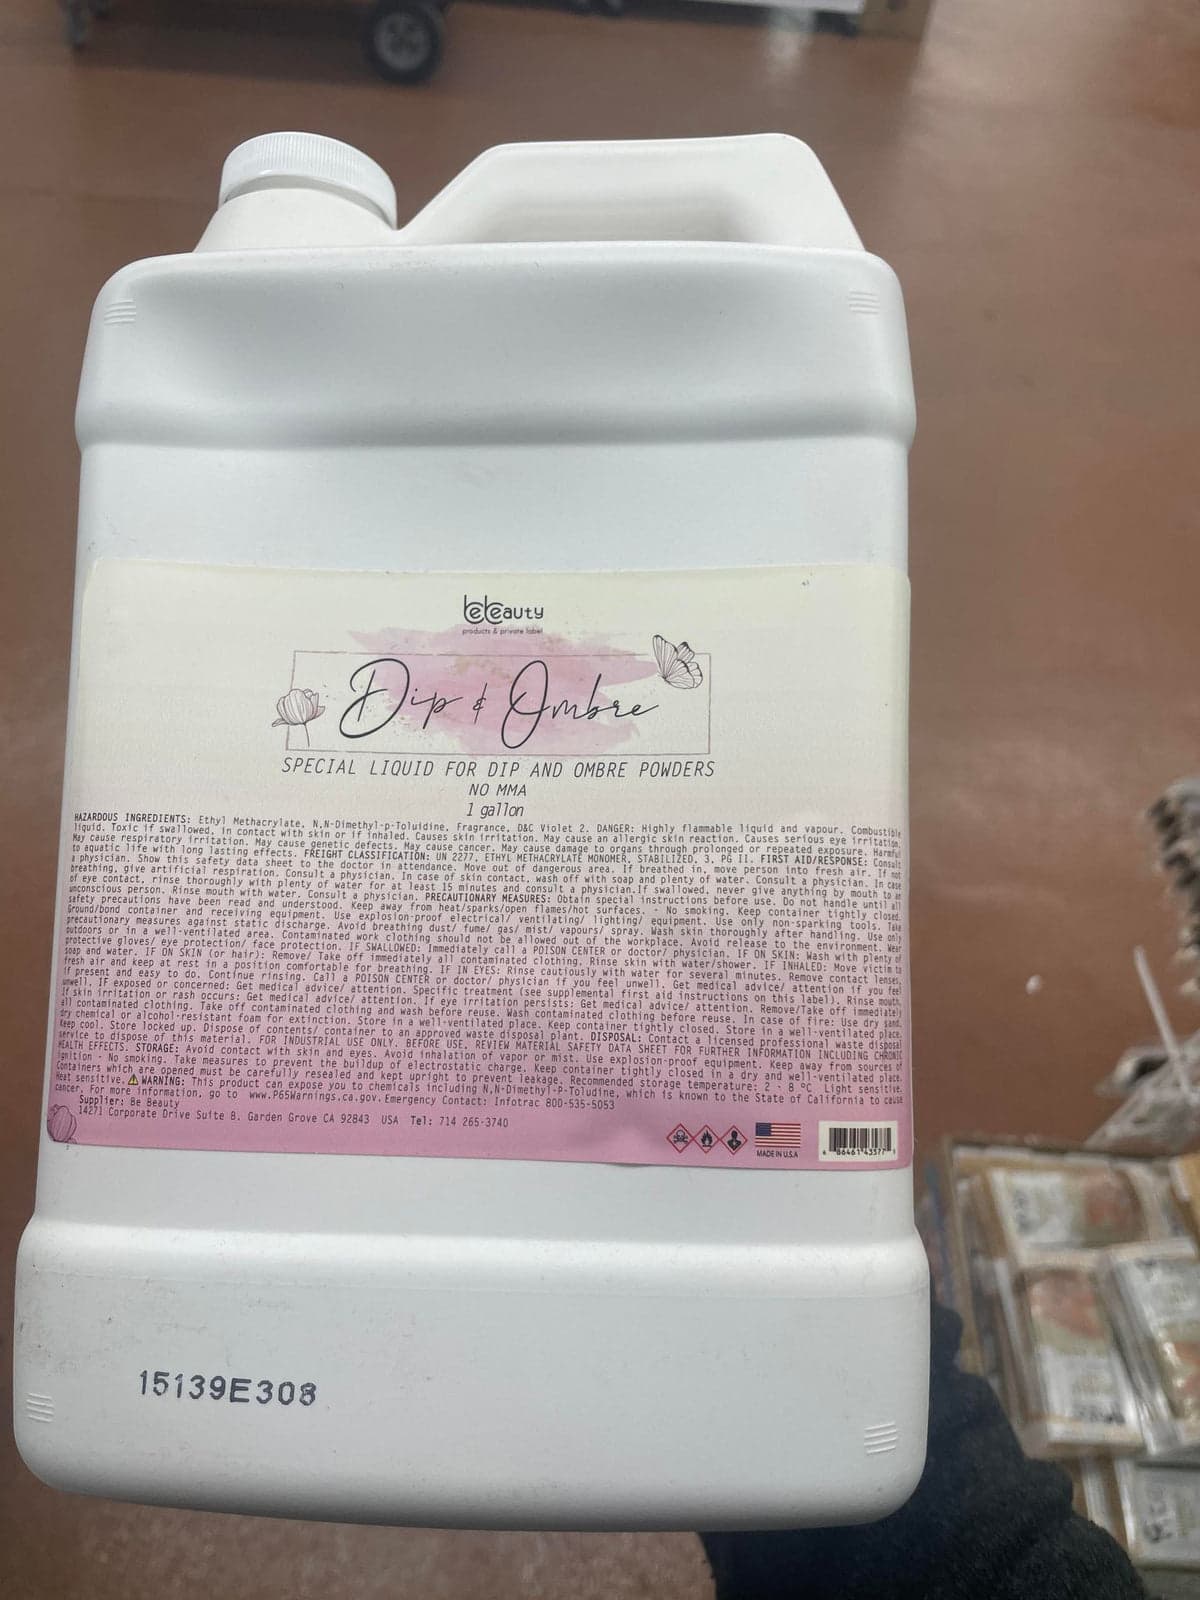 bebeauty
products & private label
Dip & Ombre
SPECIAL LIQUID FOR DIP AND OMBRE POWDERS
NO MMA
1 gallon
HAZARDOUS INGREDIENTS: Ethyl Methacrylate, N,N-Dimethyl-p-Toluidine, Fragrance, D&C Violet 2. DANGER: Highly flammable liquid and vapour. Combustible
liquid. Toxic if swallowed, in contact with skin or if inhaled. Causes skin irritation. May cause an allergic skin reaction. Causes serious eye irritation.
May cause respiratory irritation. May cause genetic defects. May cause cancer. May cause damage to organs through prolonged or repeated exposure. Harmful
to aquatic life with long lasting effects. FREIGHT CLASSIFICATION: UN 2277, ETHYL METHACRYLATE MONOMER, STABILIZED, 3, PG II. FIRST AID/RESPONSE: Consult
a physician. Show this safety data sheet to the doctor in attendance. Move out of dangerous area. If breathed in, move person into fresh air. If not
breathing, give artificial respiration. Consult a physician. In case of skin contact, wash off with soap and plenty of water. Consult a physician. In case
of eye contact, rinse thoroughly with plenty of water for at least 15 minutes and consult a physician.If swallowed, never give anything by mouth to an
unconscious person. Rinse mouth with water. Consult a physician. PRECAUTIONARY MEASURES: Obtain special instructions before use. Do not handle until all
safety precautions have been read and understood. Keep away from heat/sparks/open flames/hot surfaces. - No smoking. Keep container tightly closed.
Ground/bond container and receiving equipment. Use explosion-proof electrical/ ventilating/ lighting/ equipment. Use only non-sparking tools. Take
precautionary measures against static discharge. Avoid breathing dust/ fume/ gas/ mist/ vapours/ spray. Wash skin thoroughly after handling. Use only
outdoors or in a well-ventilated area. Contaminated work clothing should not be allowed out of the workplace. Avoid release to the environment. Wear
protective gloves/ eye protection/ face protection. IF SWALLOWED: Immediately call a POISON CENTER or doctor/ physician. IF ON SKIN: Wash with plenty of
soap and water. IF ON SKIN (or hair): Remove/ Take off immediately all contaminated clothing. Rinse skin with water/shower. IF INHALED: Move victim to
fresh air and keep at rest in a position comfortable for breathing. IF IN EYES: Rinse cautiously with water for several minutes. Remove contact lenses,
if present and easy to do. Continue rinsing. Call a POISON CENTER or doctor/ physician if you feel unwell. Get medical advice/ attention if you feel
unwell. IF exposed or concerned: Get medical advice/ attention. Specific treatment (see supplemental first aid instructions on this label). Rinse mouth.
If skin irritation or rash occurs: Get medical advice/ attention. If eye irritation persists: Get medical advice/ attention. Remove/Take off immediately
all contaminated clothing. Take off contaminated clothing and wash before reuse. Wash contaminated clothing before reuse. In case of fire: Use dry sand,
dry chemical or alcohol-resistant foam for extinction. Store in a well-ventilated place. Keep container tightly closed. Store in a well-ventilated place.
Keep cool. Store locked up. Dispose of contents/ container to an approved waste disposal plant. DISPOSAL: Contact a licensed professional waste disposal
service to dispose of this material. FOR INDUSTRIAL USE ONLY. BEFORE USE, REVIEW MATERIAL SAFETY DATA SHEET FOR FURTHER INFORMATION INCLUDING CHRONIC
HEALTH EFFECTS. STORAGE: Avoid contact with skin and eyes. Avoid inhalation of vapor or mist. Use explosion-proof equipment. Keep away from sources of
ignition - No smoking. Take measures to prevent the buildup of electrostatic charge. Keep container tightly closed in a dry and well-ventilated place.
Containers which are opened must be carefully resealed and kept upright to prevent leakage. Recommended storage temperature: 2 - 8 ºC Light sensitive.
Heat sensitive. WARNING: This product can expose you to chemicals including N,N-Dimethyl-P-Toludine, which is known to the State of California to cause
cancer. For more information, go to www.P65Warnings.ca.gov. Emergency Contact: Infotrac 800-535-5053
Supplier: Be Beauty
14271 Corporate Drive Suite B. Garden Grove CA 92843 USA Tel: 714 265-3740
MADE IN U.S.A
15139E308